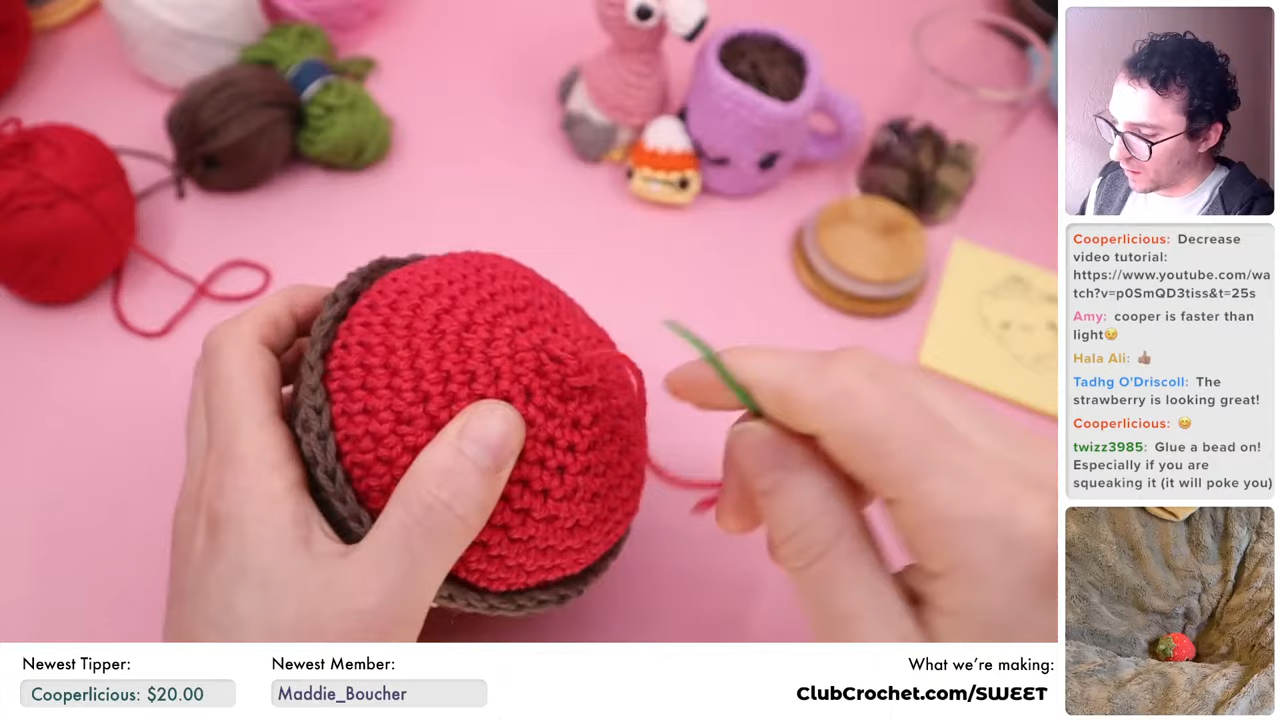 Cooperlicious: Decrease
video tutorial:
https://www.youtube.com/wa
tch?v=p0SmQD3tiss&t=25s
Amy: cooper is faster than
light😉
Hala Ali: 👍🏽
Tadhg O'Driscoll: The
strawberry is looking great!
Cooperlicious: 😊
twizz3985: Glue a bead on!
Especially if you are
squeaking it (it will poke you)
Newest Tipper:
Cooperlicious: $20.00
Newest Member:
Maddie_Boucher
What we're making:
ClubCrochet.com/SWEET